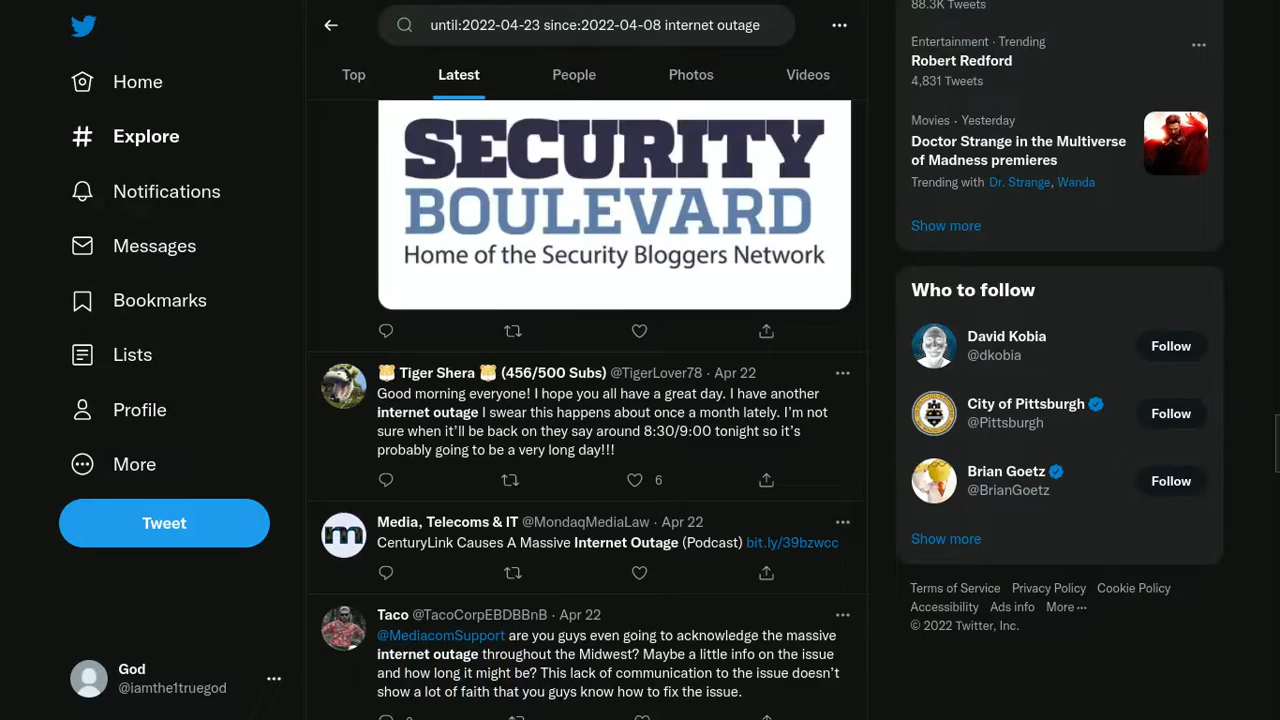 until:2022-04-23 since:2022-04-08 internet outage
Home
Explore
Notifications
Messages
Bookmarks
Lists
Profile
More
Tweet
God
@iamthe1truegod
Top
Latest
People
Photos
Videos
SECURITY
BOULEVARD
Home of the Security Bloggers Network
🐹 Tiger Shera 🐹 (456/500 Subs) @TigerLover78 · Apr 22
Good morning everyone! I hope you all have a great day. I have another
internet outage I swear this happens about once a month lately. I'm not
sure when it'll be back on they say around 8:30/9:00 tonight so it's
probably going to be a very long day!!!
6
Media, Telecoms & IT @MondaqMediaLaw · Apr 22
CenturyLink Causes A Massive Internet Outage (Podcast) bit.ly/39bzwcc
Taco @TacoCorpEBDBBnB · Apr 22
@MediacomSupport are you guys even going to acknowledge the massive
internet outage throughout the Midwest? Maybe a little info on the issue
and how long it might be? This lack of communication to the issue doesn't
show a lot of faith that you guys know how to fix the issue.
88.3K Tweets
Entertainment · Trending
Robert Redford
4,831 Tweets
Movies · Yesterday
Doctor Strange in the Multiverse
of Madness premieres
Trending with Dr. Strange, Wanda
Show more
Who to follow
David Kobia
@dkobia
Follow
City of Pittsburgh
@Pittsburgh
Follow
Brian Goetz
@BrianGoetz
Follow
Show more
Terms of Service Privacy Policy Cookie Policy
Accessibility Ads info More ···
© 2022 Twitter, Inc.